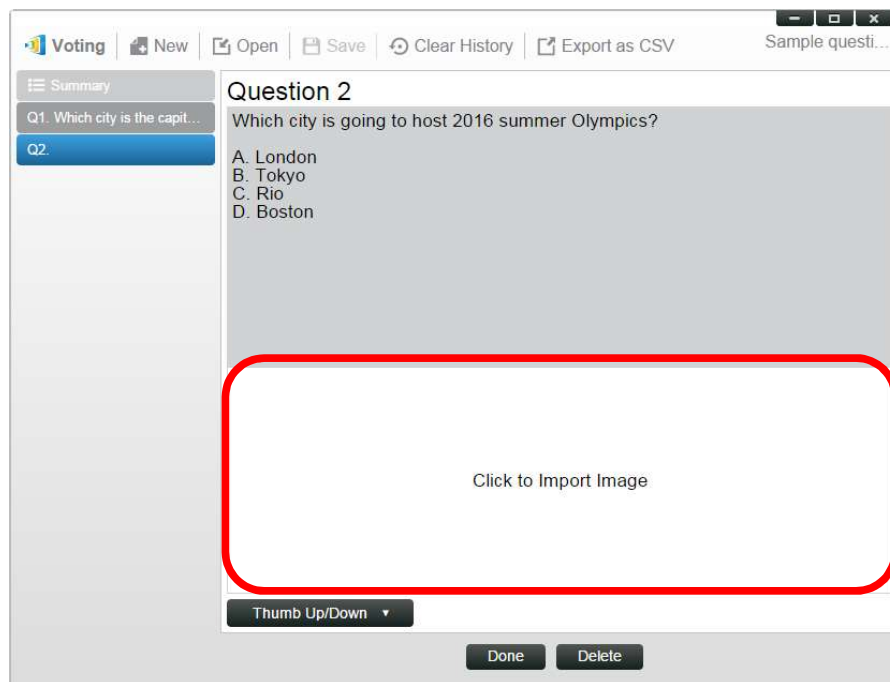 Voting New Open Save Clear History Export as CSV Sample questi...
Summary
Q1. Which city is the capit...
Q2.
Question 2
Which city is going to host 2016 summer Olympics?
A. London
B. Tokyo
C. Rio
D. Boston
Click to Import Image
Thumb Up/Down
Done Delete